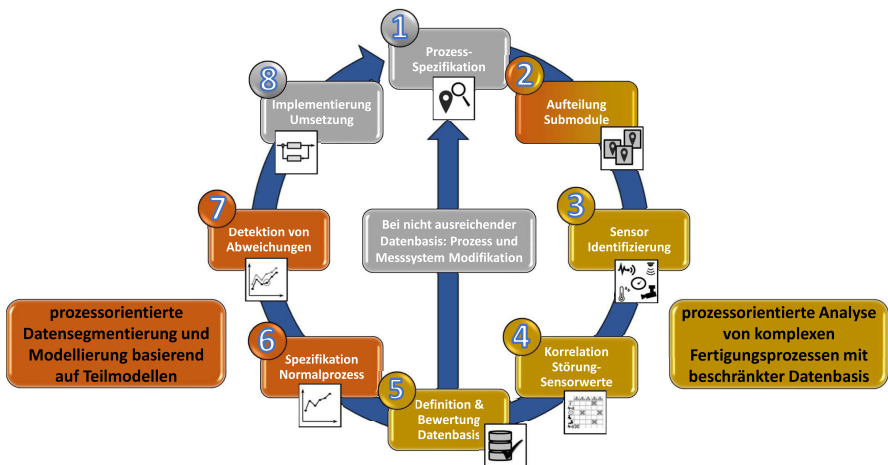 1
Prozess-
Spezifikation
2
Aufteilung
Submodule
3
Sensor
Identifizierung
4
Korrelation
Störung-
Sensorwerte
5
Definition &
Bewertung
Datenbasis
6
Spezifikation
Normalprozess
7
Detektion von
Abweichungen
8
Implementierung
Umsetzung
Bei nicht ausreichender
Datenbasis: Prozess und
Messsystem Modifikation
prozessorientierte
Datensegmentierung und
Modellierung basierend
auf Teilmodellen
prozessorientierte Analyse
von komplexen
Fertigungsprozessen mit
beschränkter Datenbasis